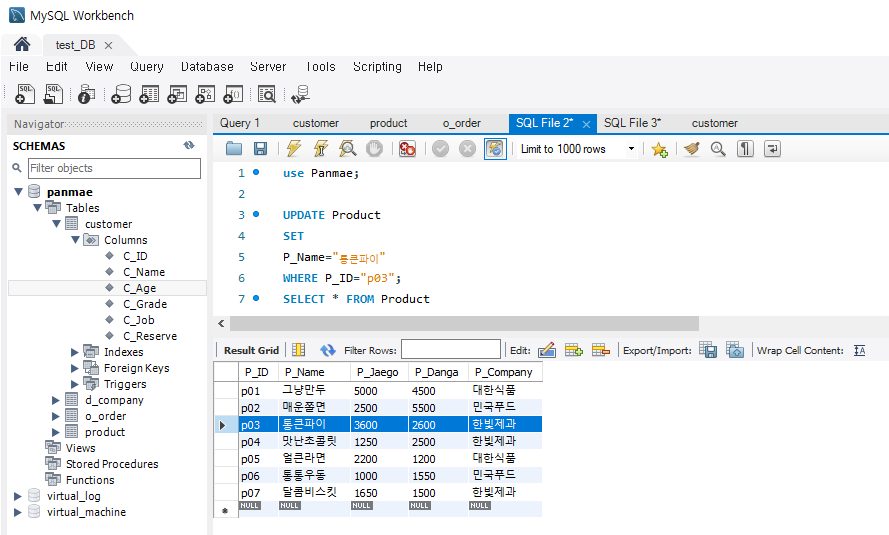 MySQL Workbench
test_DB
File Edit View Query Database Server Tools Scripting Help
Navigator
SCHEMAS
Filter objects
panmae
Tables
customer
Columns
C_ID
C_Name
C_Age
C_Grade
C_Job
C_Reserve
Indexes
Foreign Keys
Triggers
d_company
o_order
product
Views
Stored Procedures
Functions
virtual_log
virtual_machine
Query 1 customer product o_order SQL File 2* SQL File 3* customer
Limit to 1000 rows
1 use Panmae;
2
3 UPDATE Product
4 SET
5 P_Name="통큰파이"
6 WHERE P_ID="p03";
7 SELECT * FROM Product
Result Grid Filter Rows: Edit: Export/Import: Wrap Cell Content:
P_ID P_Name P_Jaego P_Danga P_Company
p01 그냥만두 5000 4500 대한식품
p02 매운쫄면 2500 5500 민국푸드
p03 통큰파이 3600 2600 한빛제과
p04 맛난초콜릿 1250 2500 한빛제과
p05 얼큰라면 2200 1200 대한식품
p06 통통우동 1000 1550 민국푸드
p07 달콤비스킷 1650 1500 한빛제과
NULL NULL NULL NULL NULL